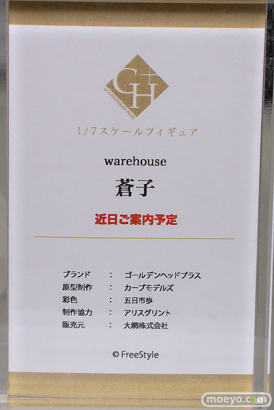 GH
1/7スケールフィギュア
warehouse
蒼子
近日ご案内予定
ブランド : ゴールデンヘッドプラス
原型制作 : カーブモデルズ
彩色 : 五日市歩
制作協力 : アリスグリント
販売元 : 大網株式会社
© FreeStyle
moeyo.com